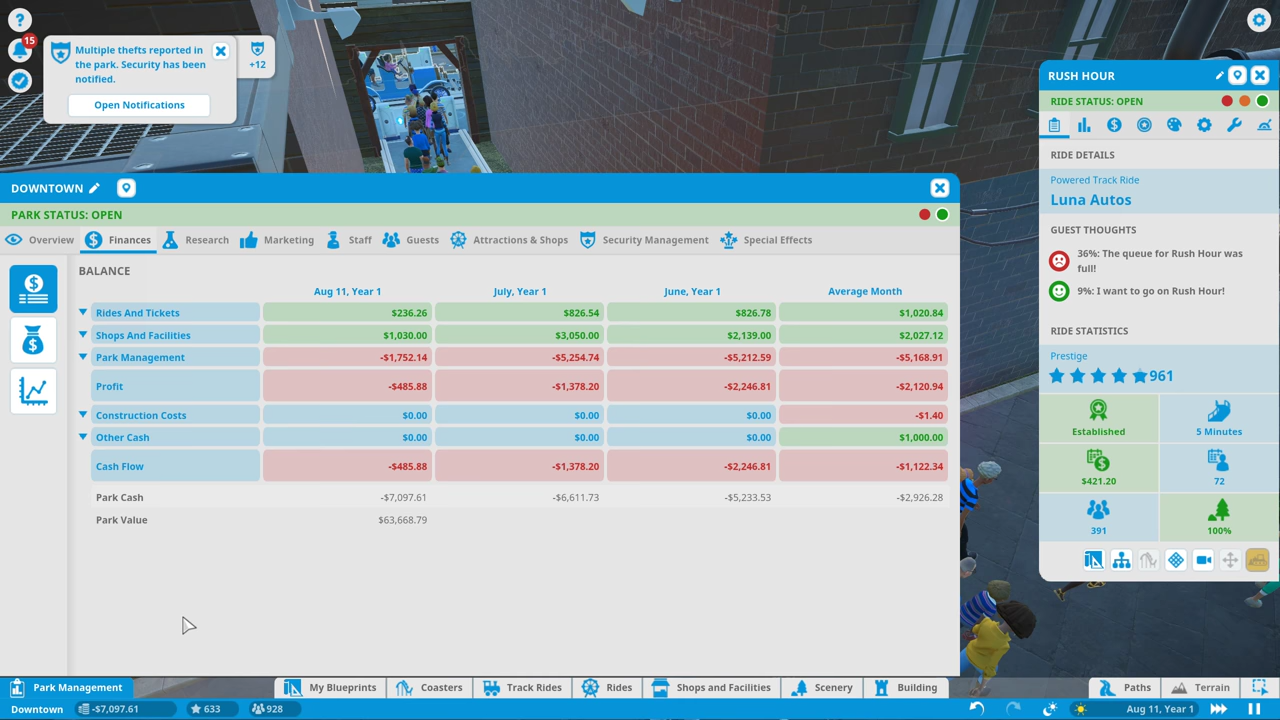 ?
15
Multiple thefts reported in
the park. Security has been
notified.
+12
Open Notifications
DOWNTOWN
PARK STATUS: OPEN
Overview
Finances
Research
Marketing
Staff
Guests
Attractions & Shops
Security Management
Special Effects
BALANCE
Aug 11, Year 1 July, Year 1 June, Year 1 Average Month
Rides And Tickets $236.26 $826.54 $826.78 $1,020.84
Shops And Facilities $1,030.00 $3,050.00 $2,139.00 $2,027.12
Park Management -$1,752.14 -$5,254.74 -$5,212.59 -$5,168.91
Profit -$485.88 -$1,378.20 -$2,246.81 -$2,120.94
Construction Costs $0.00 $0.00 $0.00 -$1.40
Other Cash $0.00 $0.00 $0.00 $1,000.00
Cash Flow -$485.88 -$1,378.20 -$2,246.81 -$1,122.34
Park Cash -$7,097.61 -$6,611.73 -$5,233.53 -$2,926.28
Park Value $63,668.79
RUSH HOUR
RIDE STATUS: OPEN
RIDE DETAILS
Powered Track Ride
Luna Autos
GUEST THOUGHTS
36%: The queue for Rush Hour was
full!
9%: I want to go on Rush Hour!
RIDE STATISTICS
Prestige
961
Established
5 Minutes
$421.20
72
391
100%
Park Management
My Blueprints
Coasters
Track Rides
Rides
Shops and Facilities
Scenery
Building
Paths
Terrain
Downtown
-$7,097.61
633
928
Aug 11, Year 1